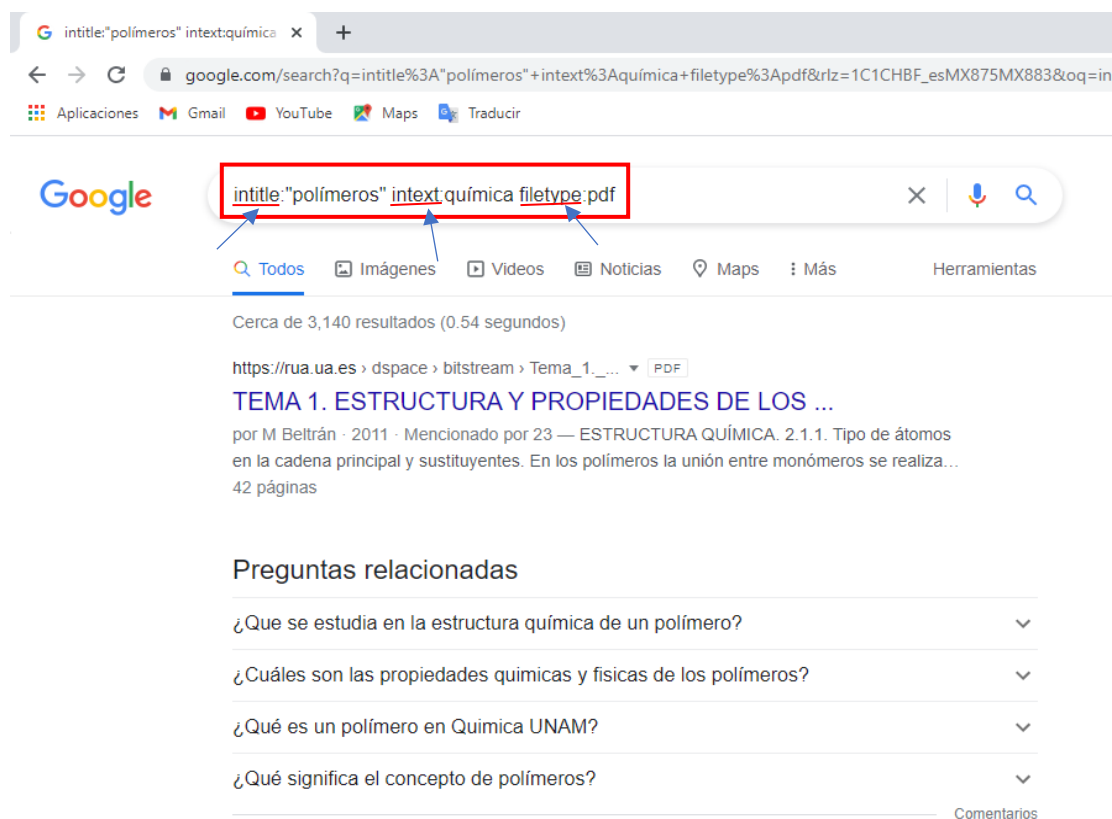 intitle:"polímeros" intext:química
google.com/search?q=intitle%3A"polímeros"+intext%3Aquímica+filetype%3Apdf&rlz=1C1CHBF_esMX875MX883&oq=in
Aplicaciones Gmail YouTube Maps Traducir
Google intitle:"polímeros" intext:química filetype:pdf
Todos Imágenes Videos Noticias Maps Más Herramientas
Cerca de 3,140 resultados (0.54 segundos)
https://rua.ua.es › dspace › bitstream › Tema_1._... PDF
TEMA 1. ESTRUCTURA Y PROPIEDADES DE LOS ...
por M Beltrán · 2011 · Mencionado por 23 — ESTRUCTURA QUÍMICA. 2.1.1. Tipo de átomos
en la cadena principal y sustituyentes. En los polímeros la unión entre monómeros se realiza...
42 páginas
Preguntas relacionadas
¿Que se estudia en la estructura química de un polímero?
¿Cuáles son las propiedades quimicas y fisicas de los polímeros?
¿Qué es un polímero en Quimica UNAM?
¿Qué significa el concepto de polímeros?
Comentarios